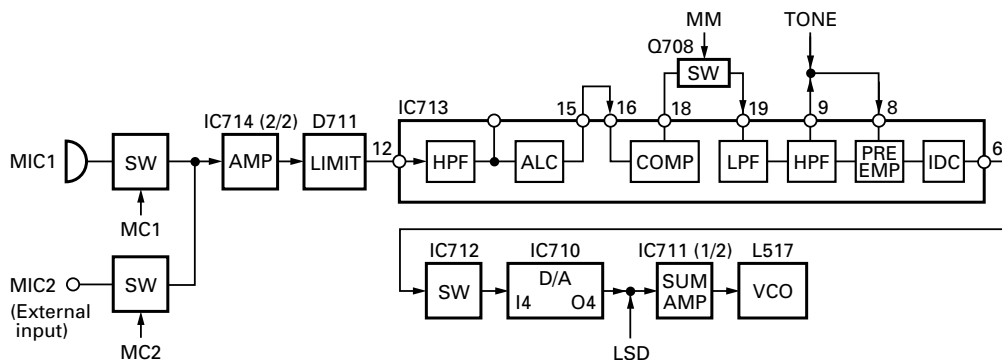 MM
TONE
Q708
SW
IC713
15
16
18
19
9
8
IC714 (2/2)
D711
12
6
MIC1
SW
AMP
LIMIT
HPF
ALC
COMP
LPF
HPF
PRE
EMP
IDC
MC1
MIC2
(External
input)
SW
MC2
IC712
IC710
IC711 (1/2)
L517
SW
D/A
I4
O4
SUM
AMP
VCO
LSD